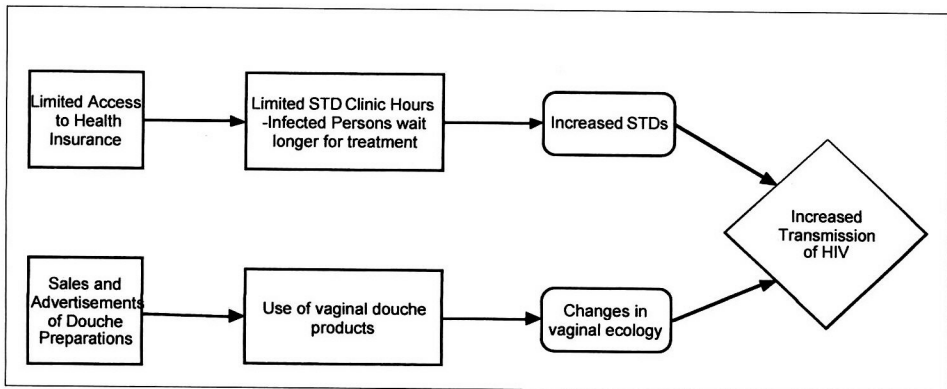 Limited Access
to Health
Insurance
Limited STD Clinic Hours
-Infected Persons wait
longer for treatment
Increased STDs
Increased
Transmission
of HIV
Sales and
Advertisements
of Douche
Preparations
Use of vaginal douche
products
Changes in
vaginal ecology